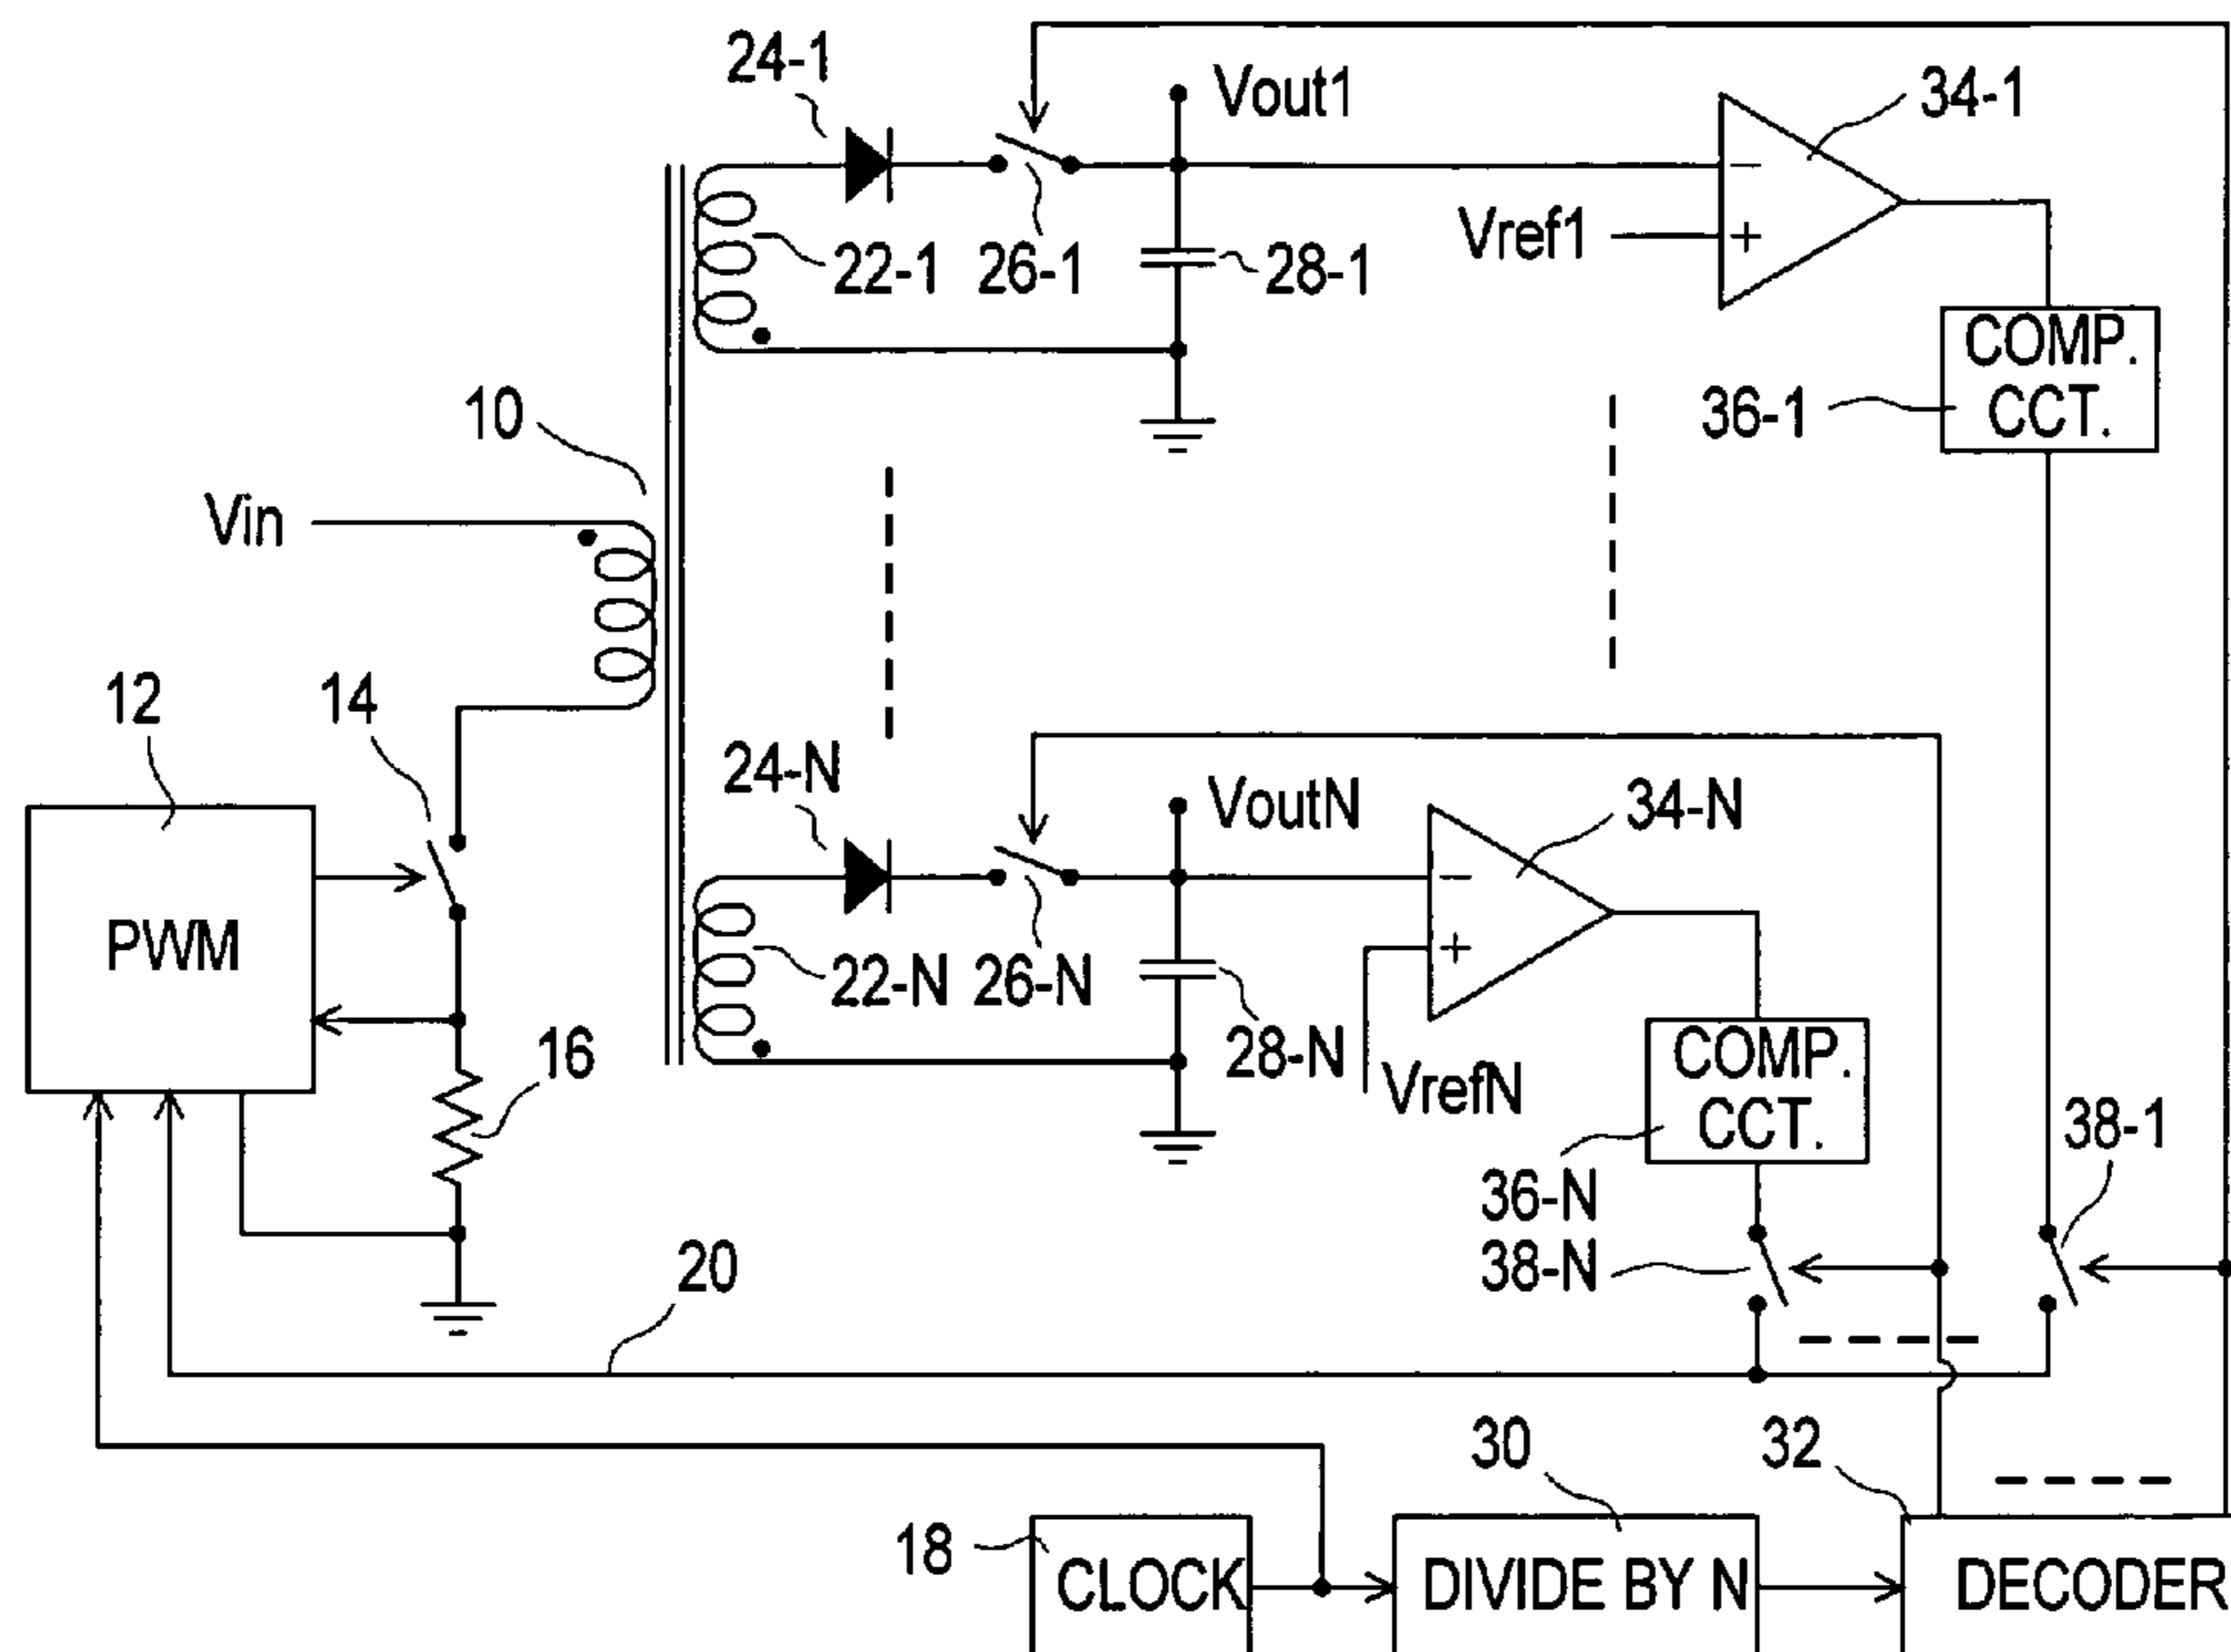 24-1
Vout1
34-1
Vref1
22-1
26-1
28-1
COMP.
CCT.
36-1
10
Vin
12
14
24-N
VoutN
34-N
PWM
22-N
26-N
28-N
16
VrefN
COMP.
CCT.
38-1
36-N
38-N
20
30
32
18
CLOCK
DIVIDE BY N
DECODER